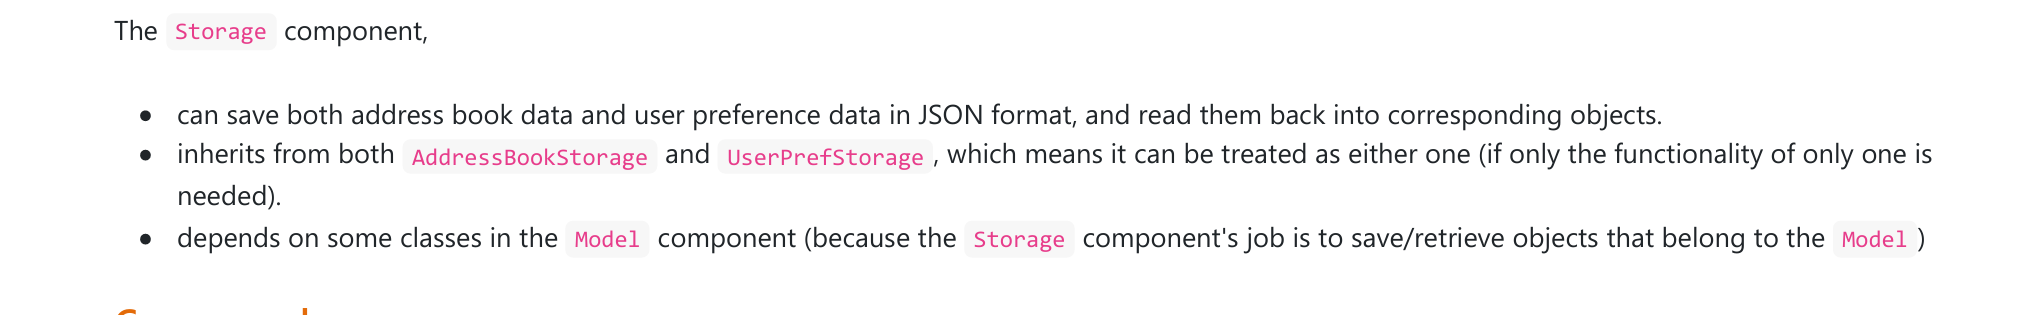 The Storage component,
can save both address book data and user preference data in JSON format, and read them back into corresponding objects.
inherits from both AddressBookStorage and UserPrefStorage, which means it can be treated as either one (if only the functionality of only one is
needed).
depends on some classes in the Model component (because the Storage component's job is to save/retrieve objects that belong to the Model)